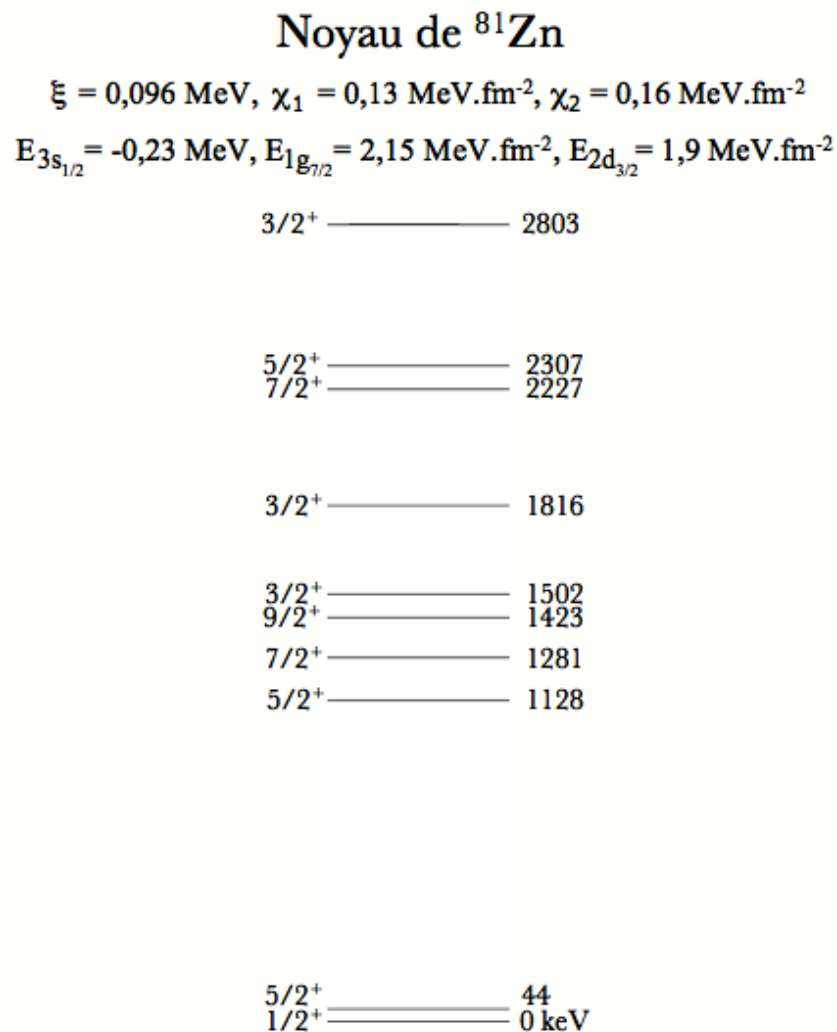 Noyau de ⁸¹Zn
ξ = 0,096 MeV, χ₁ = 0,13 MeV.fm⁻², χ₂ = 0,16 MeV.fm⁻²
E₃ₛ₁/₂= -0,23 MeV, E₁g₇/₂= 2,15 MeV.fm⁻², E₂d₃/₂= 1,9 MeV.fm⁻²
3/2⁺ 2803
5/2⁺ 2307
7/2⁺ 2227
3/2⁺ 1816
3/2⁺ 1502
9/2⁺ 1423
7/2⁺ 1281
5/2⁺ 1128
5/2⁺ 44
1/2⁺ 0 keV